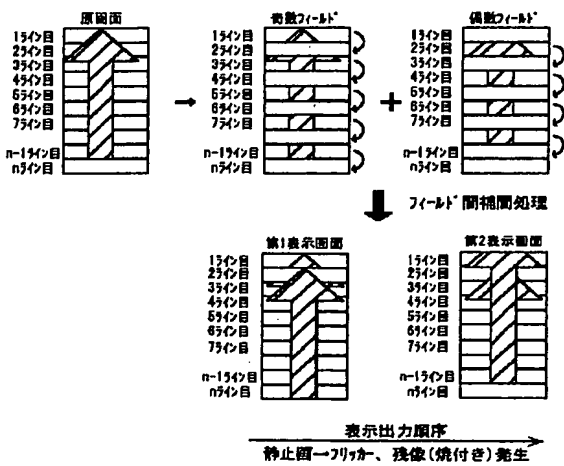 原画面
1ライン目
2ライン目
3ライン目
4ライン目
5ライン目
6ライン目
7ライン目
n-1ライン目
nライン目
→
奇数フィールド
1ライン目
2ライン目
3ライン目
4ライン目
5ライン目
6ライン目
7ライン目
n-1ライン目
nライン目
+
偶数フィールド
1ライン目
2ライン目
3ライン目
4ライン目
5ライン目
6ライン目
7ライン目
n-1ライン目
nライン目
フィールド間補間処理
第1表示画面
1ライン目
2ライン目
3ライン目
4ライン目
5ライン目
6ライン目
7ライン目
n-1ライン目
nライン目
第2表示画面
1ライン目
2ライン目
3ライン目
4ライン目
5ライン目
6ライン目
7ライン目
n-1ライン目
nライン目
表示出力順序
静止画→フリッカー、残像(焼付き)発生